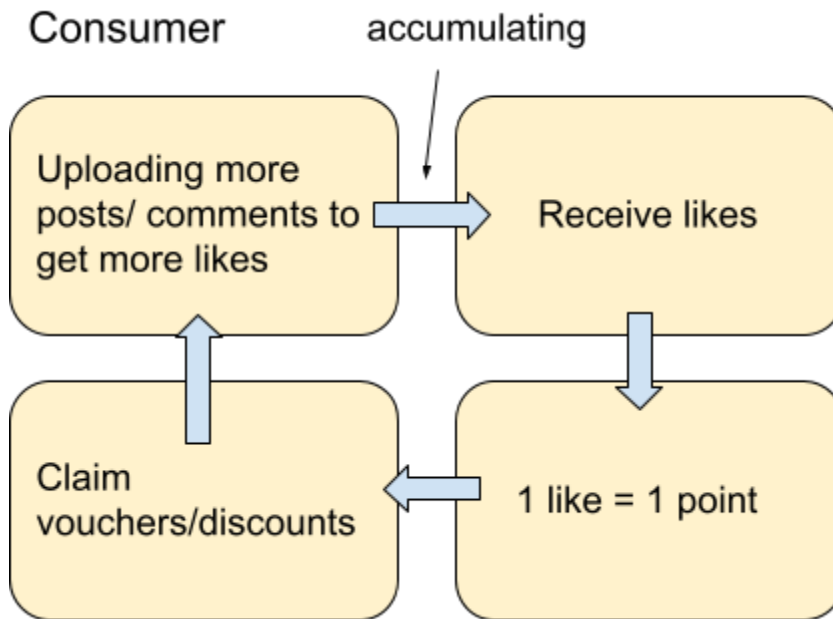 Consumer
accumulating
Uploading more
posts/ comments to
get more likes
Receive likes
Claim
vouchers/discounts
1 like = 1 point